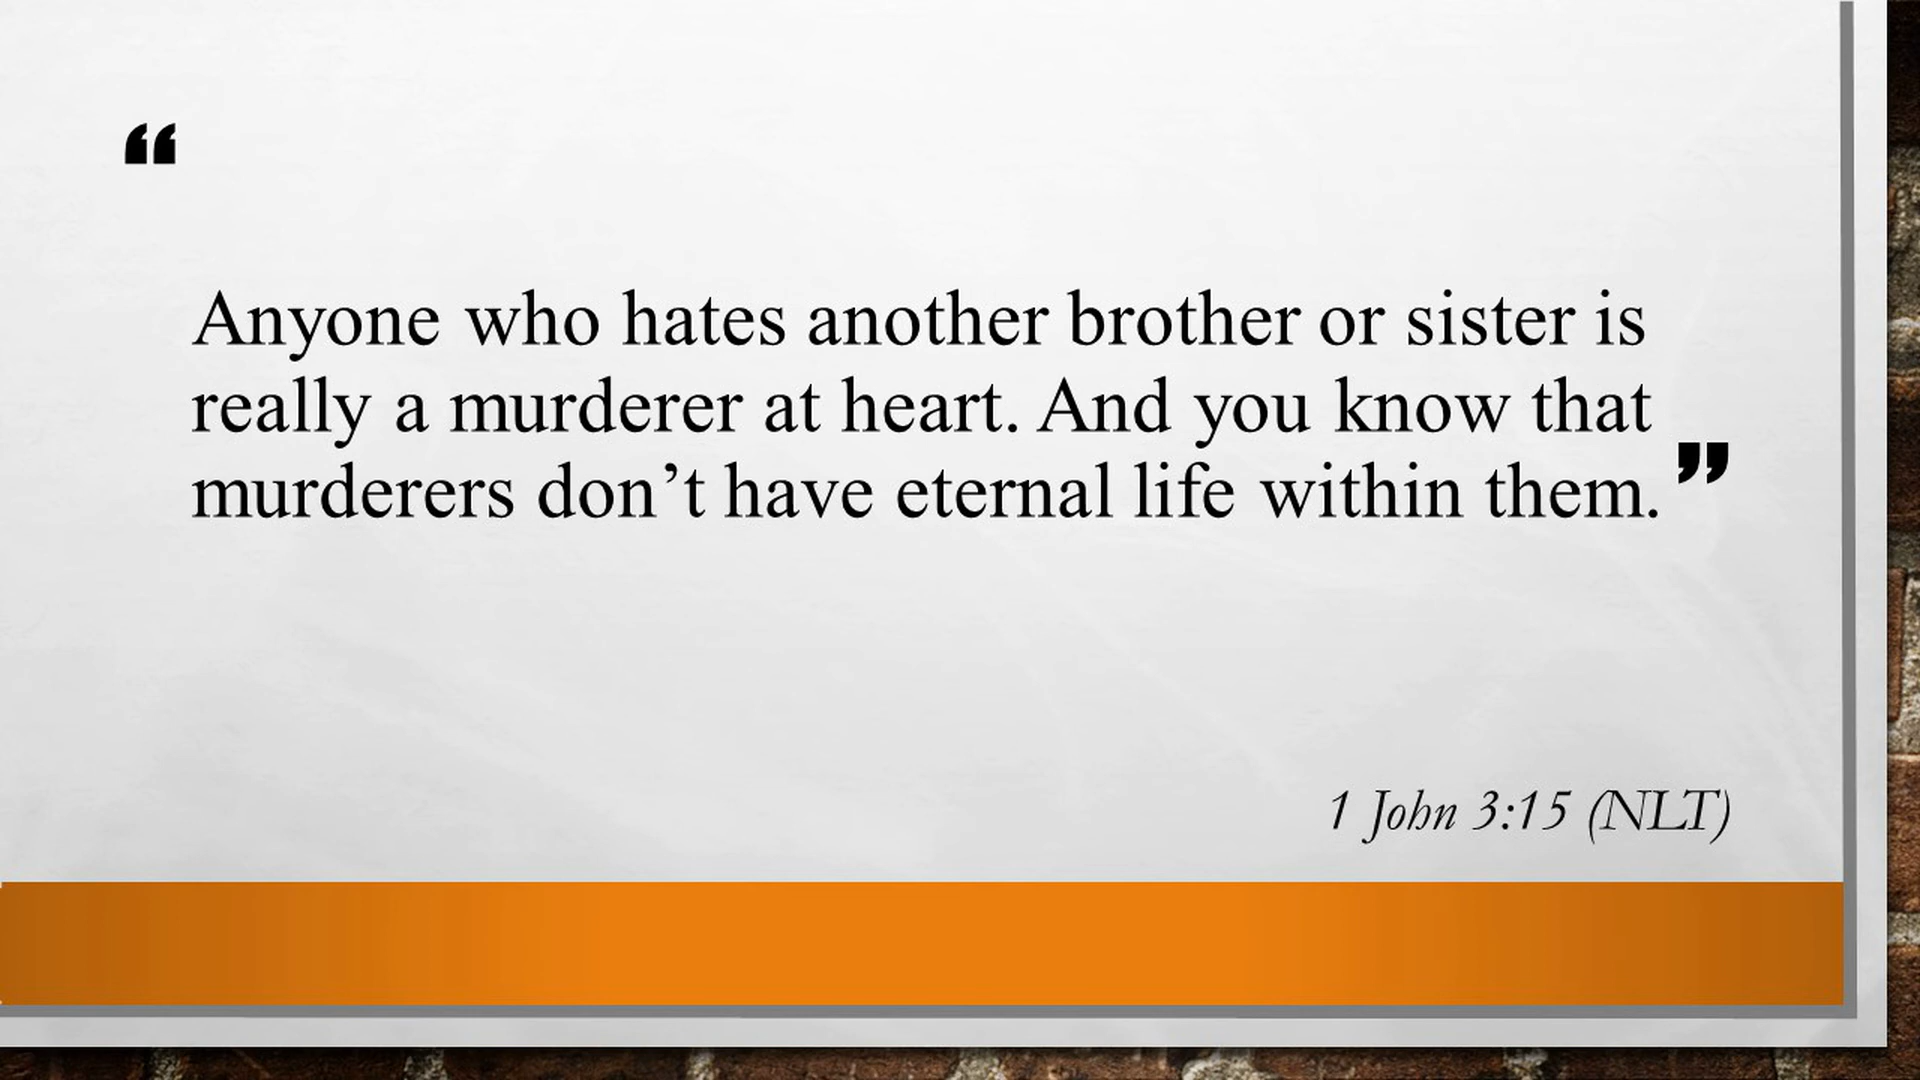 “
Anyone who hates another brother or sister is
really a murderer at heart. And you know that
murderers don’t have eternal life within them. ”
1 John 3:15 (NLT)